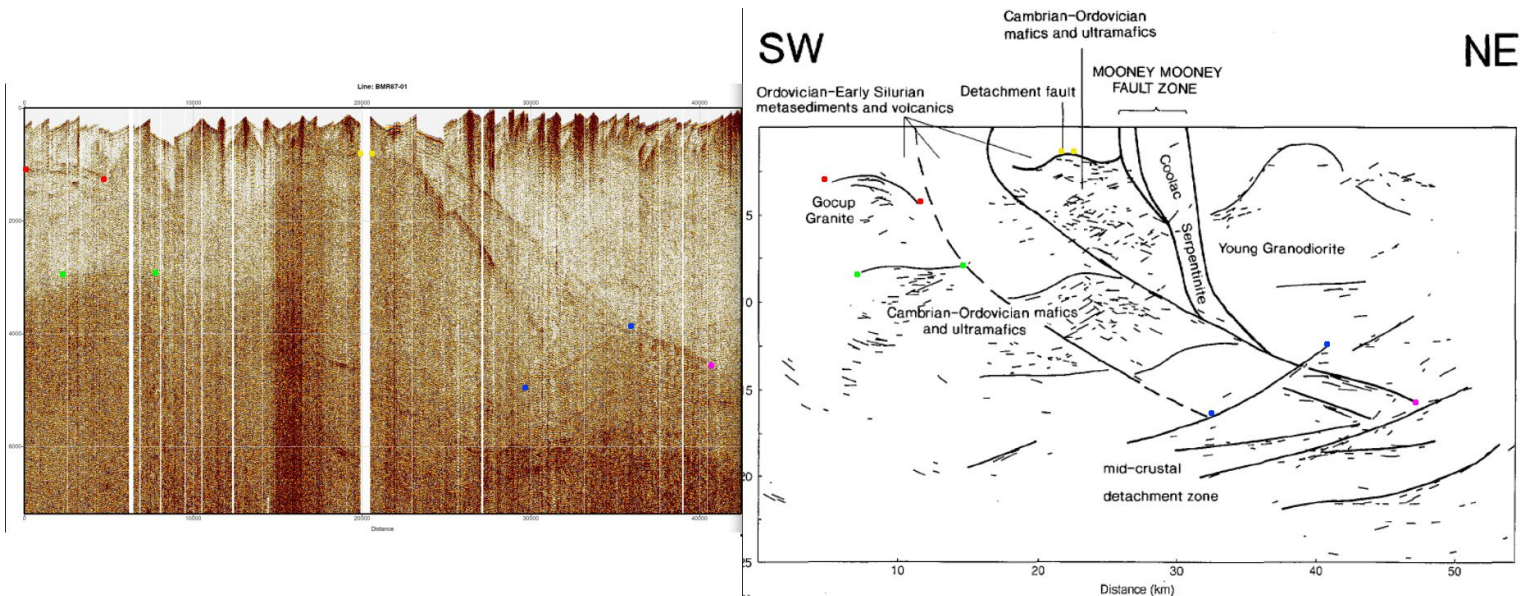 Line: BMR87-01
0
10000
20000
30000
40000
0
2000
4000
6000
0
10000
20000
30000
40000
Distance
SW
NE
Cambrian-Ordovician
mafics and ultramafics
MOONEY MOONEY
FAULT ZONE
Ordovician-Early Silurian
metasediments and volcanics
Detachment fault
Coolac
Serpentinite
Gocup
Granite
Young Granodiorite
Cambrian-Ordovician mafics
and ultramafics
mid-crustal
detachment zone
5
0
15
20
25
10
20
30
40
50
Distance (km)